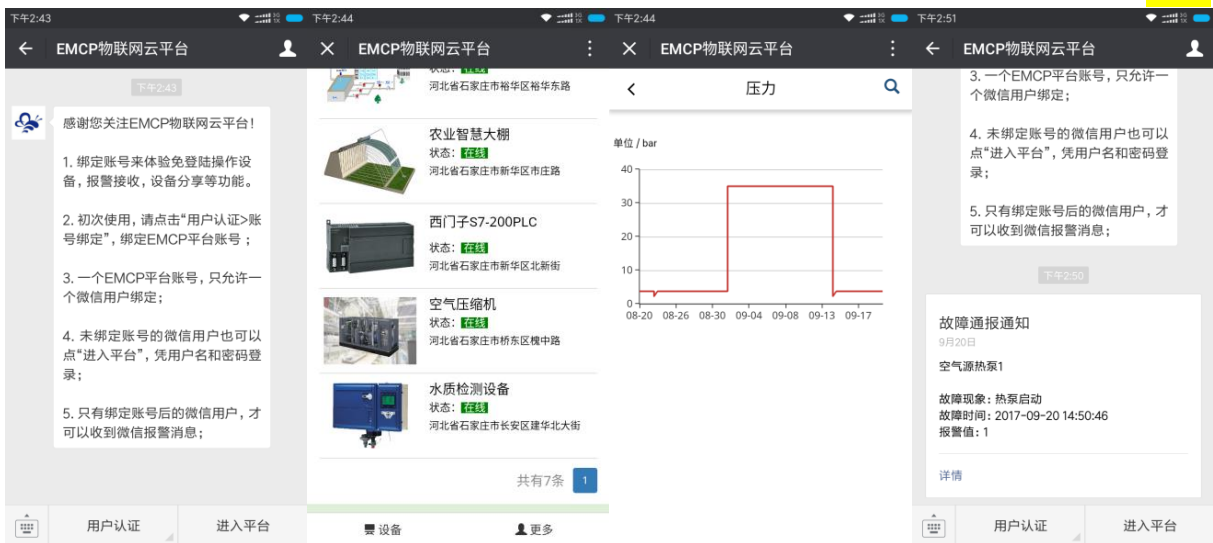 下午2:43
EMCP物联网云平台
下午2:43
感谢您关注EMCP物联网云平台！
1. 绑定账号来体验免登陆操作设
备，报警接收，设备分享等功能。
2. 初次使用，请点击“用户认证>账
号绑定”，绑定EMCP平台账号；
3. 一个EMCP平台账号，只允许一
个微信用户绑定；
4. 未绑定账号的微信用户也可以
点“进入平台”，凭用户名和密码登
录；
5. 只有绑定账号后的微信用户，才
可以收到微信报警消息；
用户认证
进入平台
下午2:44
EMCP物联网云平台
状态：在线
河北省石家庄市裕华区裕华东路
农业智慧大棚
状态：在线
河北省石家庄市新华区市庄路
西门子S7-200PLC
状态：在线
河北省石家庄市新华区北新街
空气压缩机
状态：在线
河北省石家庄市桥东区槐中路
水质检测设备
状态：在线
河北省石家庄市长安区建华北大街
共有7条 1
设备
更多
下午2:44
EMCP物联网云平台
压力
单位 / bar
40
30
20
10
0
08-20 08-26 08-30 09-04 09-08 09-13 09-17
下午2:51
EMCP物联网云平台
3. 一个EMCP平台账号，只允许一
个微信用户绑定；
4. 未绑定账号的微信用户也可以
点“进入平台”，凭用户名和密码登
录；
5. 只有绑定账号后的微信用户，才
可以收到微信报警消息；
下午2:50
故障通报通知
9月20日
空气源热泵1
故障现象：热泵启动
故障时间：2017-09-20 14:50:46
报警值：1
详情
用户认证
进入平台